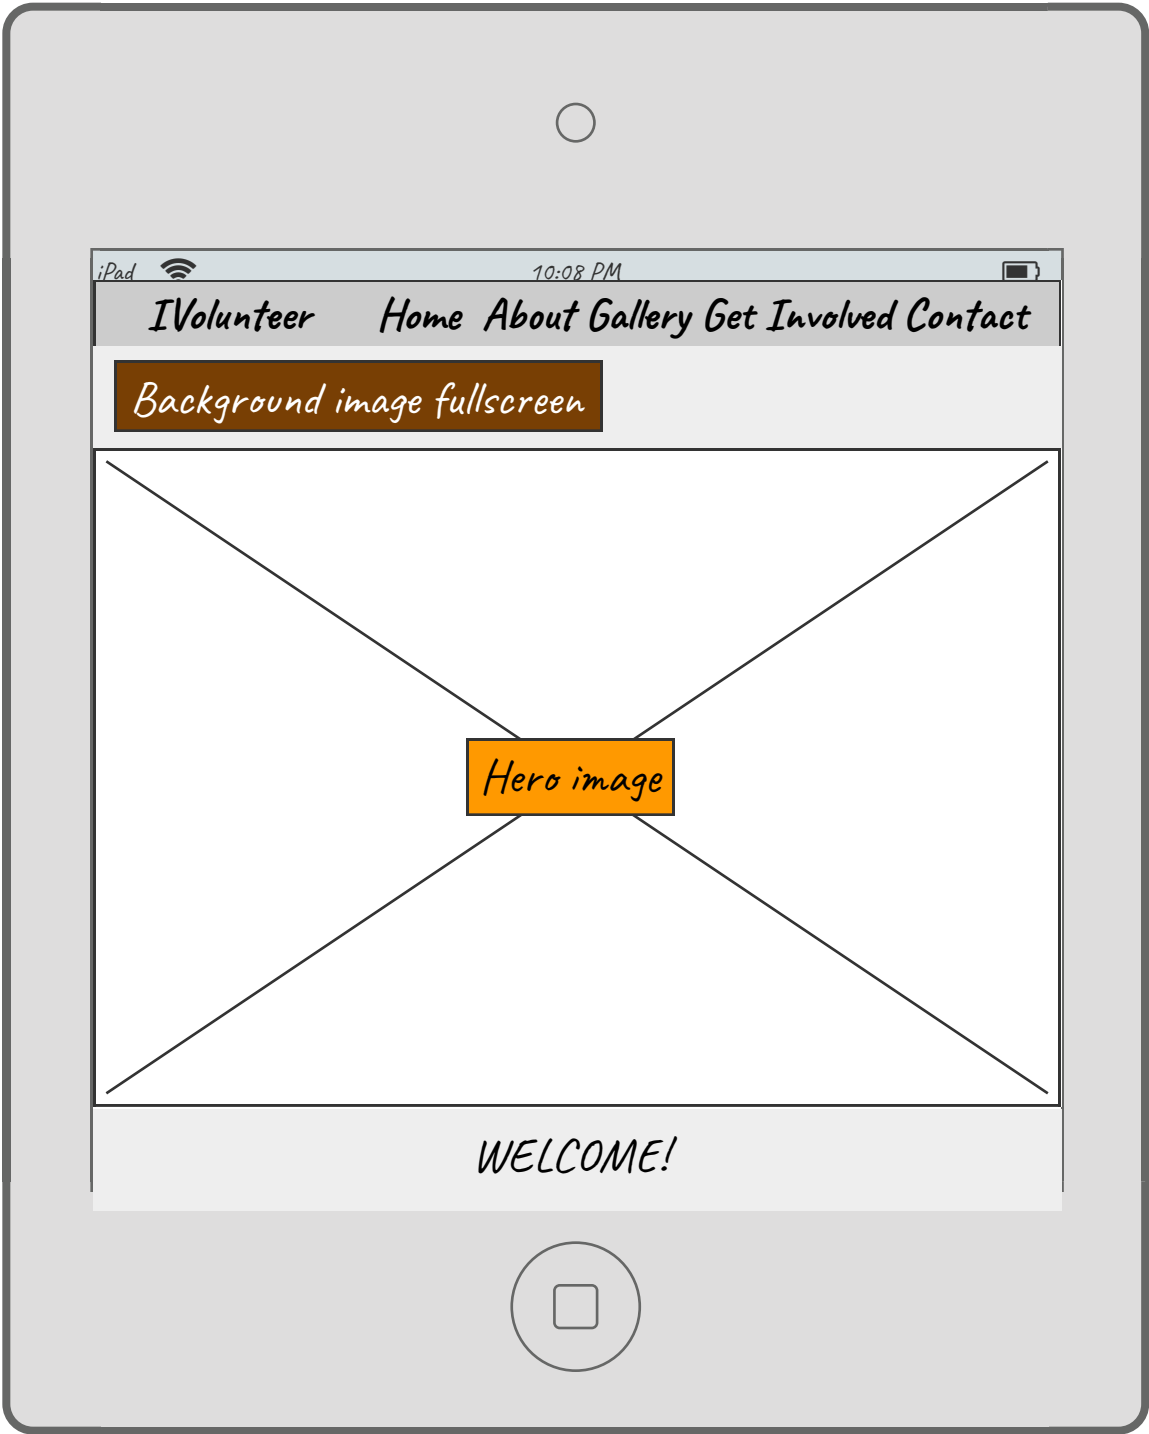 iPad 10:08 PM
IVolunteer Home About Gallery Get Involved Contact
Background image fullscreen
Hero image
WELCOME!